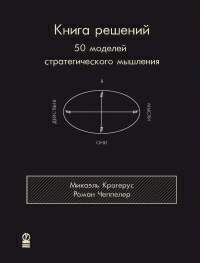 Книга решений
50 моделей
стратегического мышления
Я
ДЕЙСТВИЯ
МЫСЛИ
ОНИ
Микаэль Крогерус
Роман Чеппелер